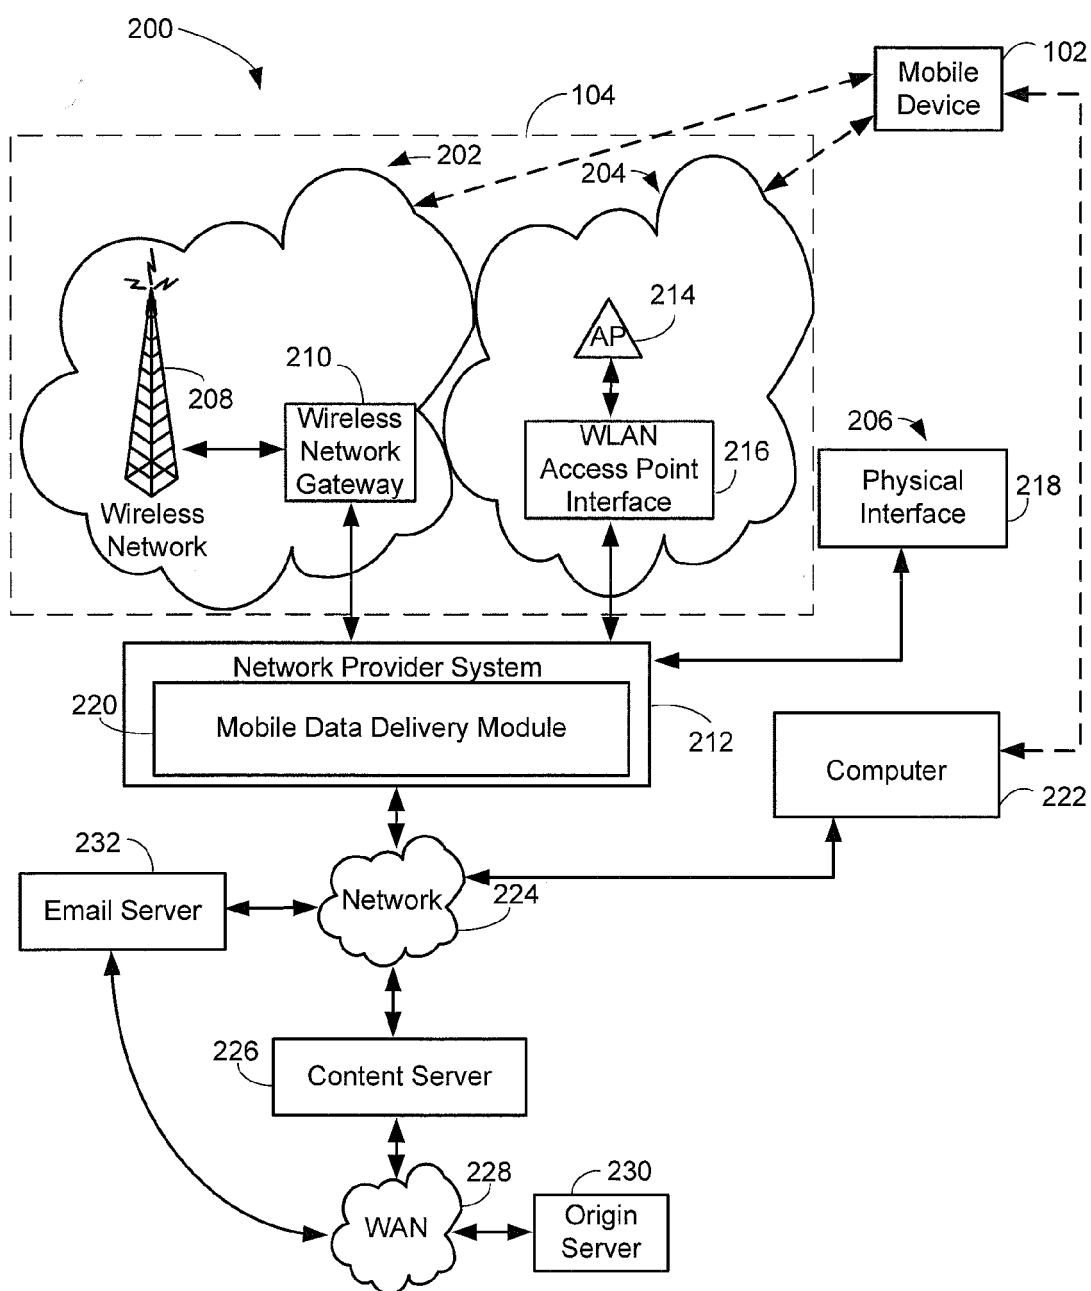 200
102
Mobile
Device
104
202
204
214
AP
208
210
Wireless
Network
Gateway
WLAN
Access Point
Interface
216
206
Physical
Interface
218
Wireless
Network
Network Provider System
220
Mobile Data Delivery Module
212
Computer
222
232
Email Server
Network
224
226
Content Server
228
WAN
230
Origin
Server